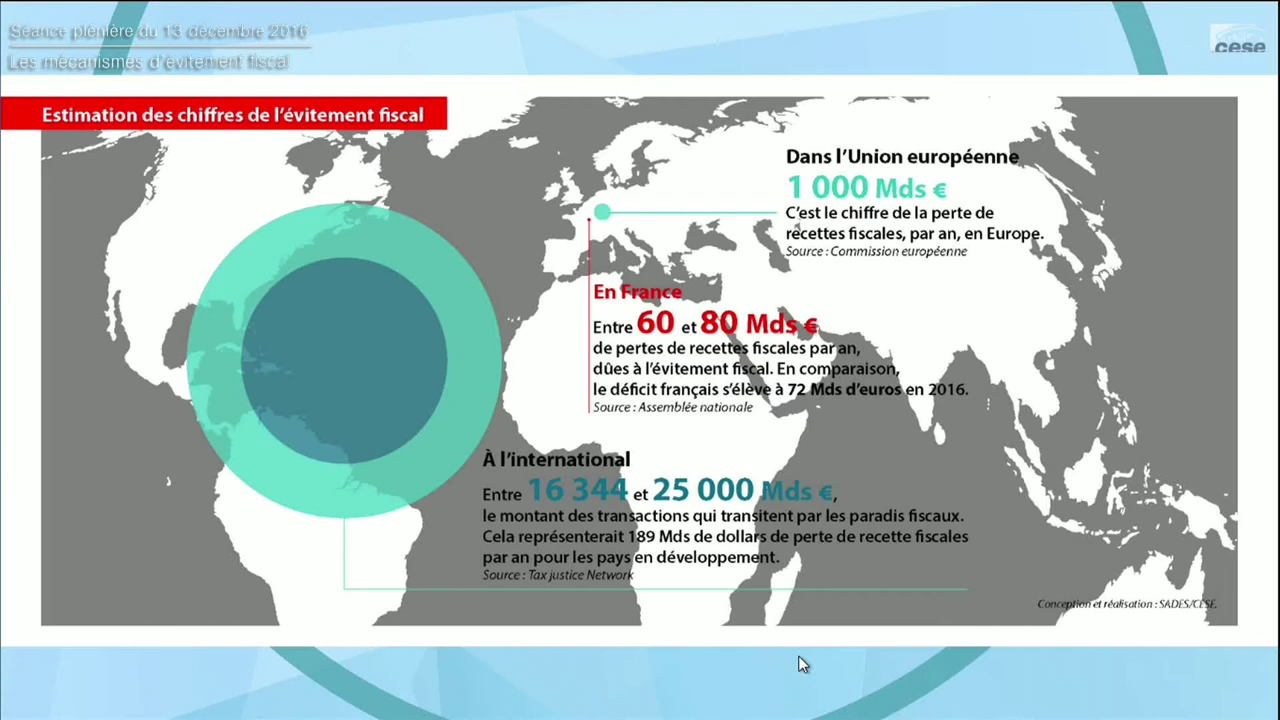 Séance plénière du 13 décembre 2016
Les mécanismes d'évitement fiscal
cese
Estimation des chiffres de l'évitement fiscal
Dans l'Union européenne
1 000 Mds €
C'est le chiffre de la perte de
recettes fiscales, par an, en Europe.
Source : Commission européenne
En France
Entre 60 et 80 Mds €
de pertes de recettes fiscales par an,
dûes à l'évitement fiscal. En comparaison,
le déficit français s'élève à 72 Mds d'euros en 2016.
Source : Assemblée nationale
À l'international
Entre 16 344 et 25 000 Mds €,
le montant des transactions qui transitent par les paradis fiscaux.
Cela représenterait 189 Mds de dollars de perte de recette fiscales
par an pour les pays en développement.
Source : Tax justice Network
Conception et réalisation : SADES/CESE.